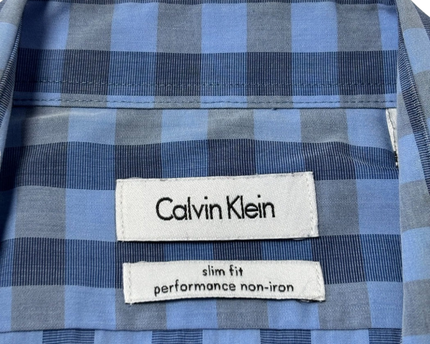 Calvin Klein
slim fit
performance non-iron